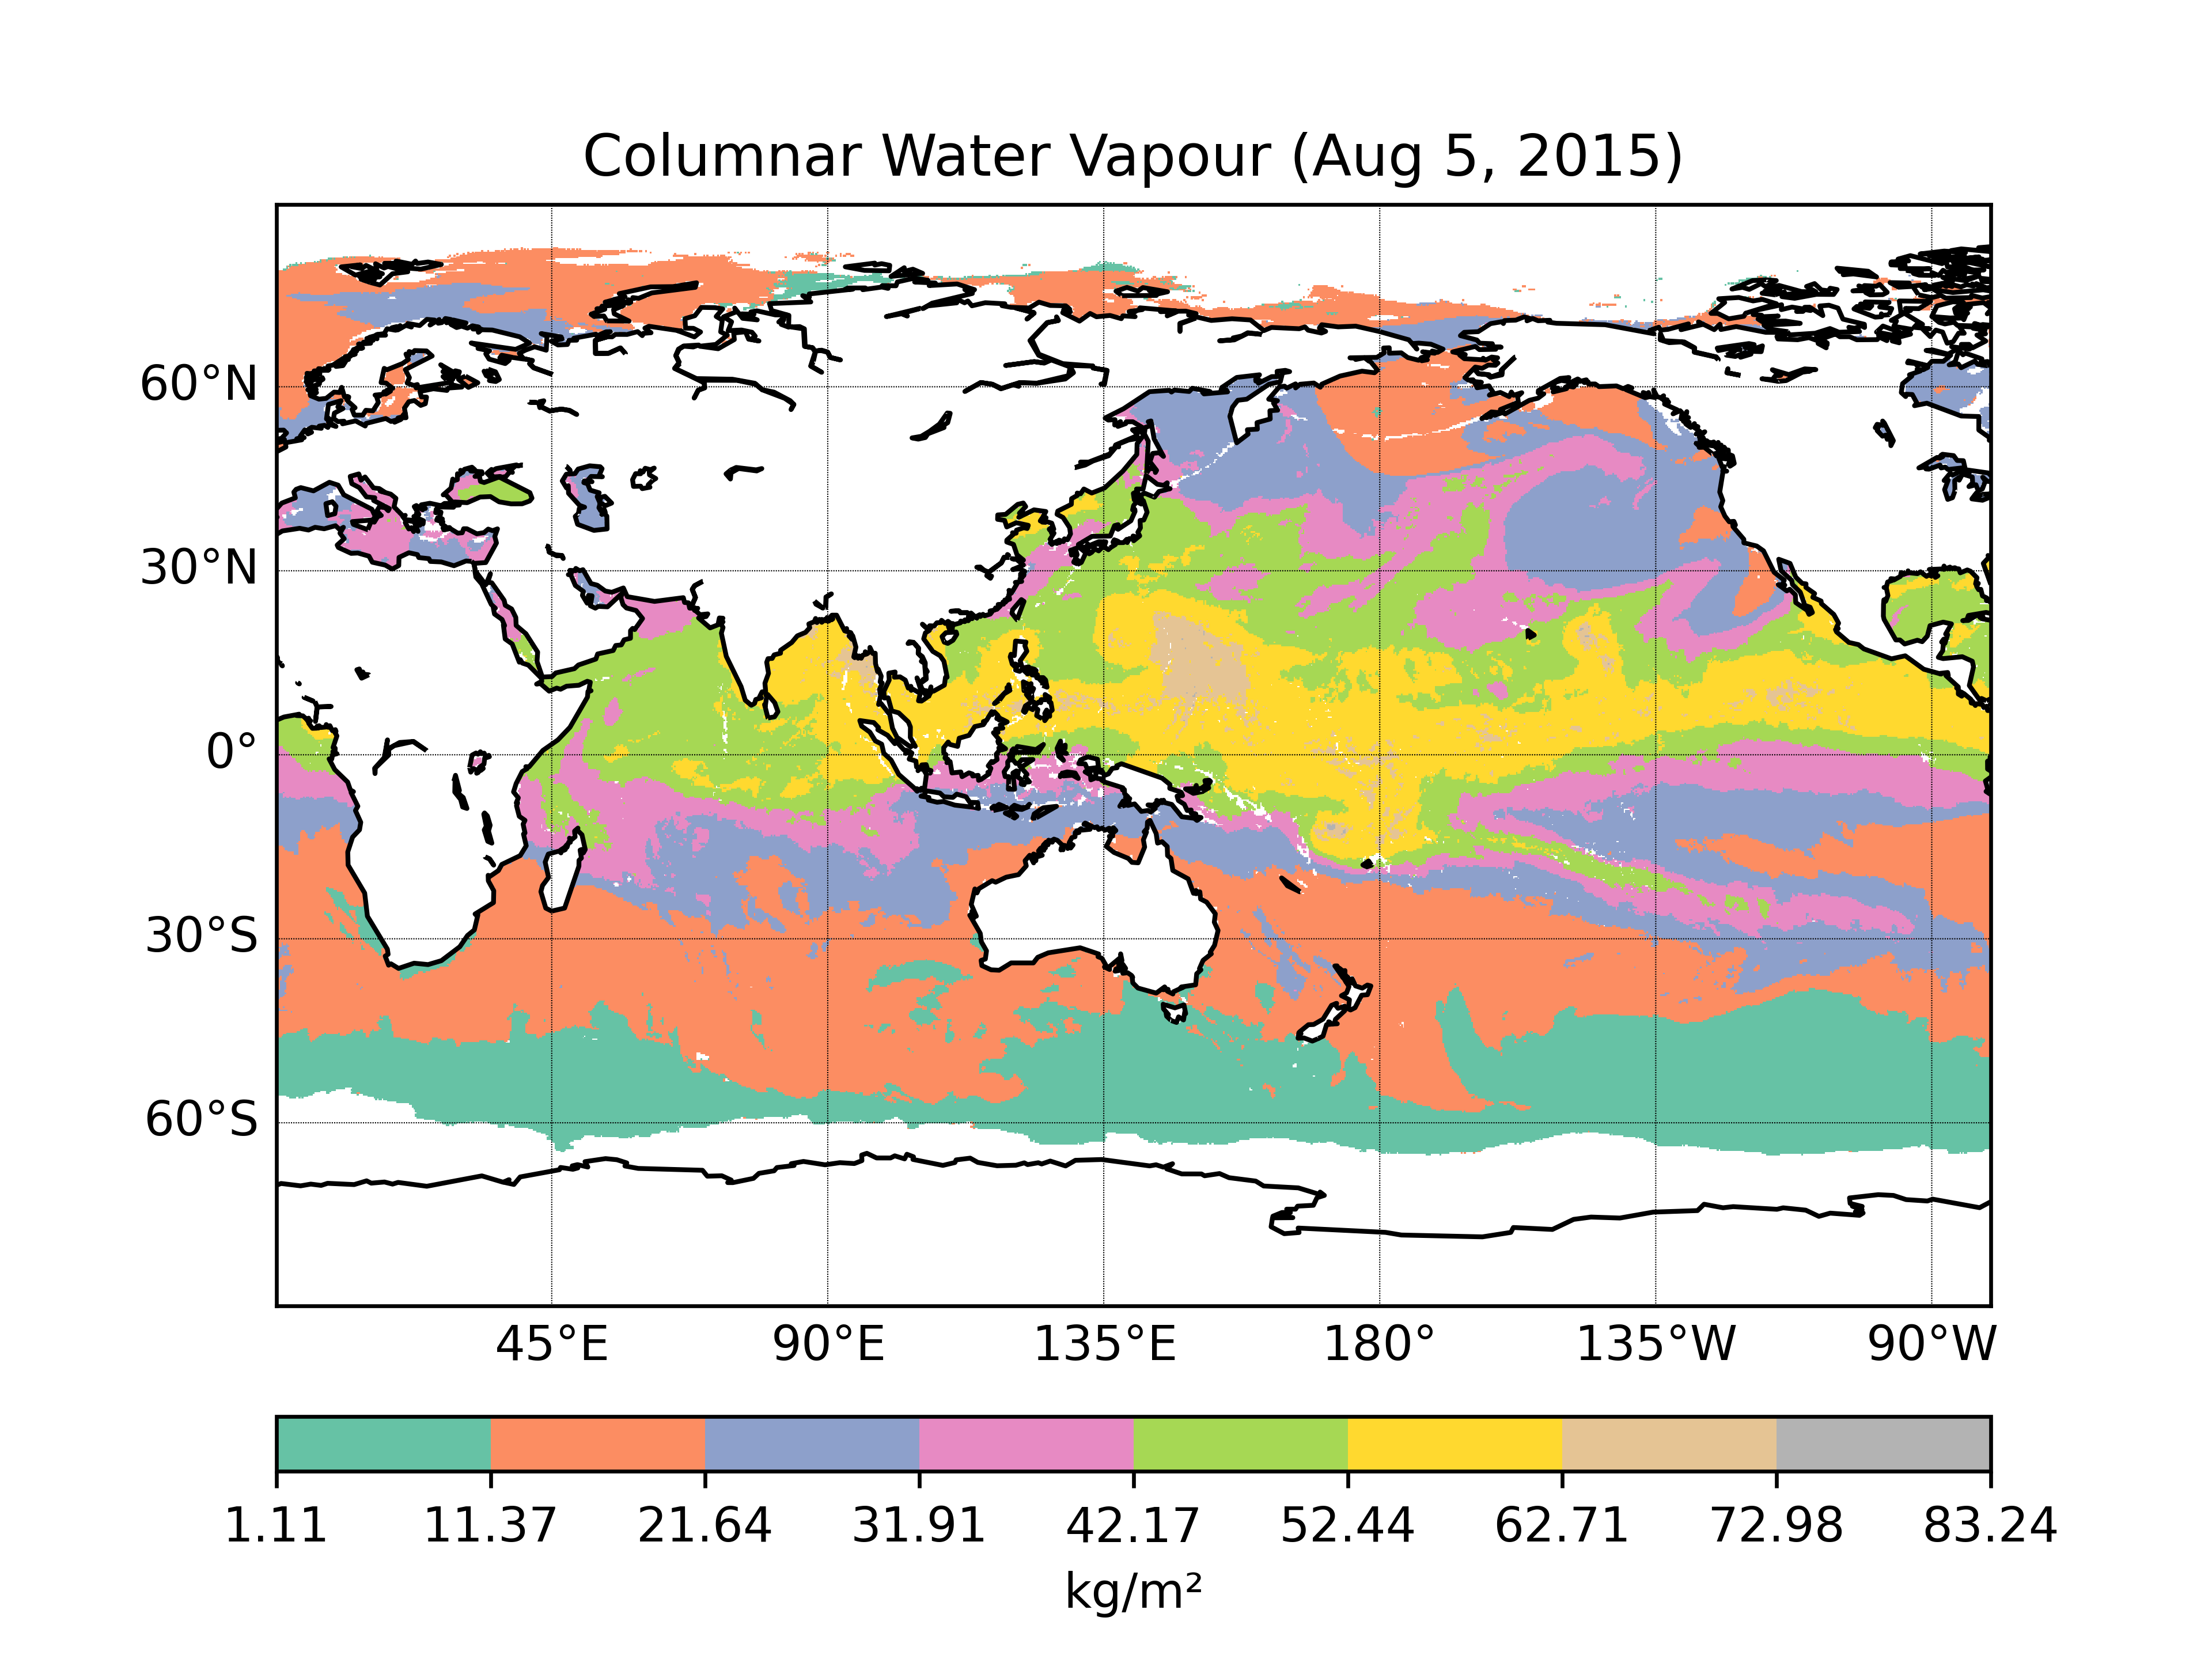 Columnar Water Vapour (Aug 5, 2015)
60°N
30°N
0°
30°S
60°S
45°E 90°E 135°E 180° 135°W 90°W
1.11 11.37 21.64 31.91 42.17 52.44 62.71 72.98 83.24
kg/m²